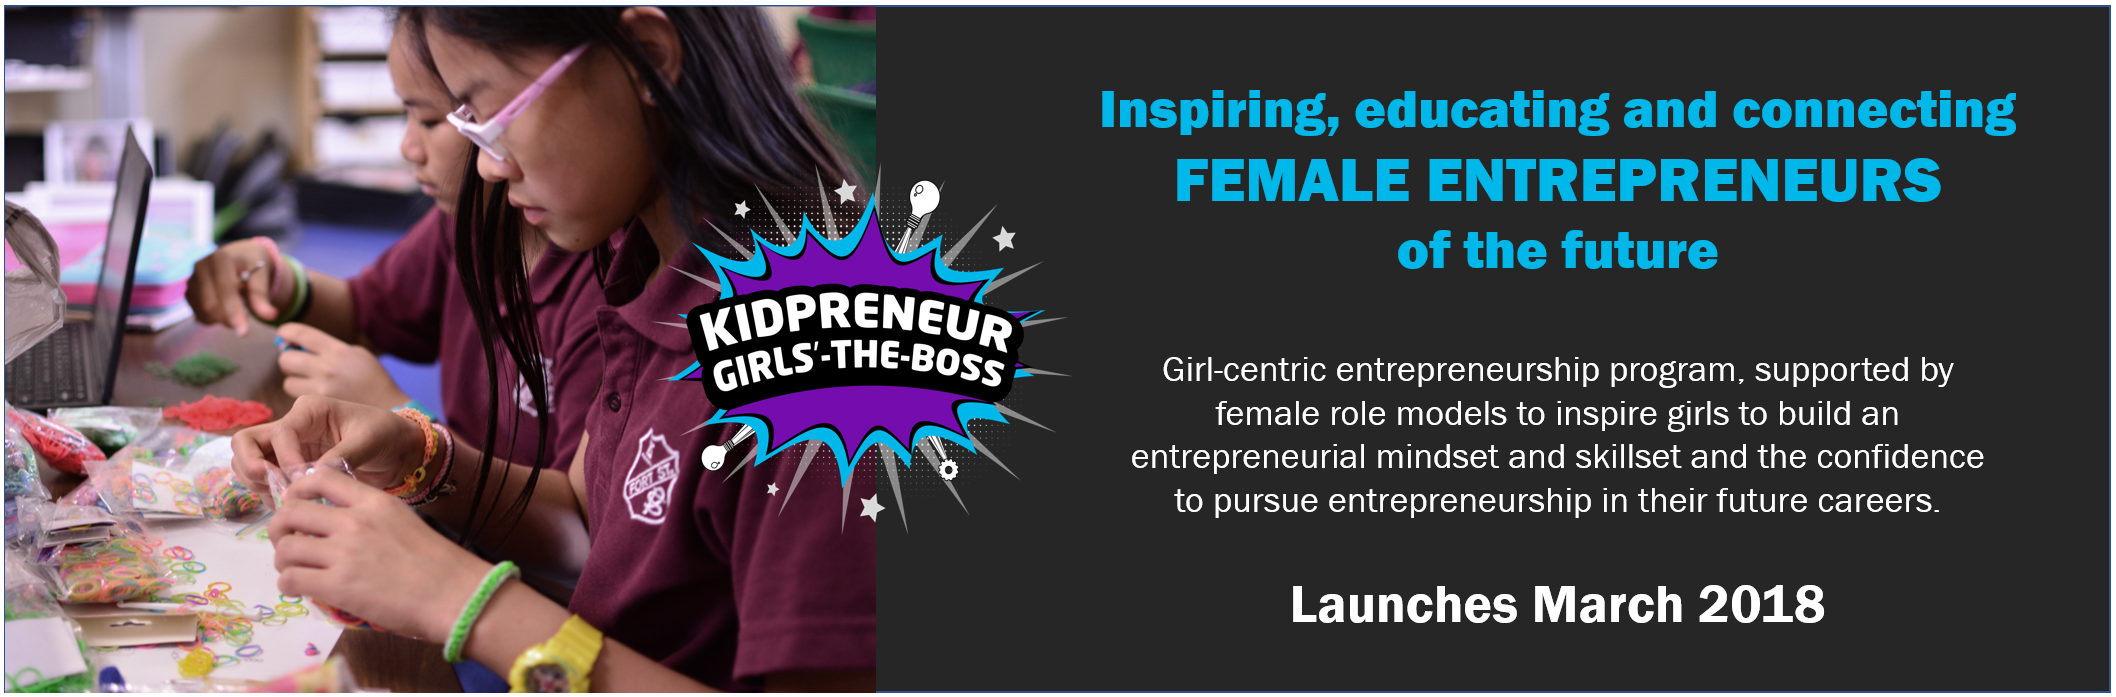 Inspiring, educating and connecting
FEMALE ENTREPRENEURS
of the future
KIDPRENEUR
GIRLS'-THE-BOSS
Girl-centric entrepreneurship program, supported by
female role models to inspire girls to build an
entrepreneurial mindset and skillset and the confidence
to pursue entrepreneurship in their future careers.
Launches March 2018
FORT ST.